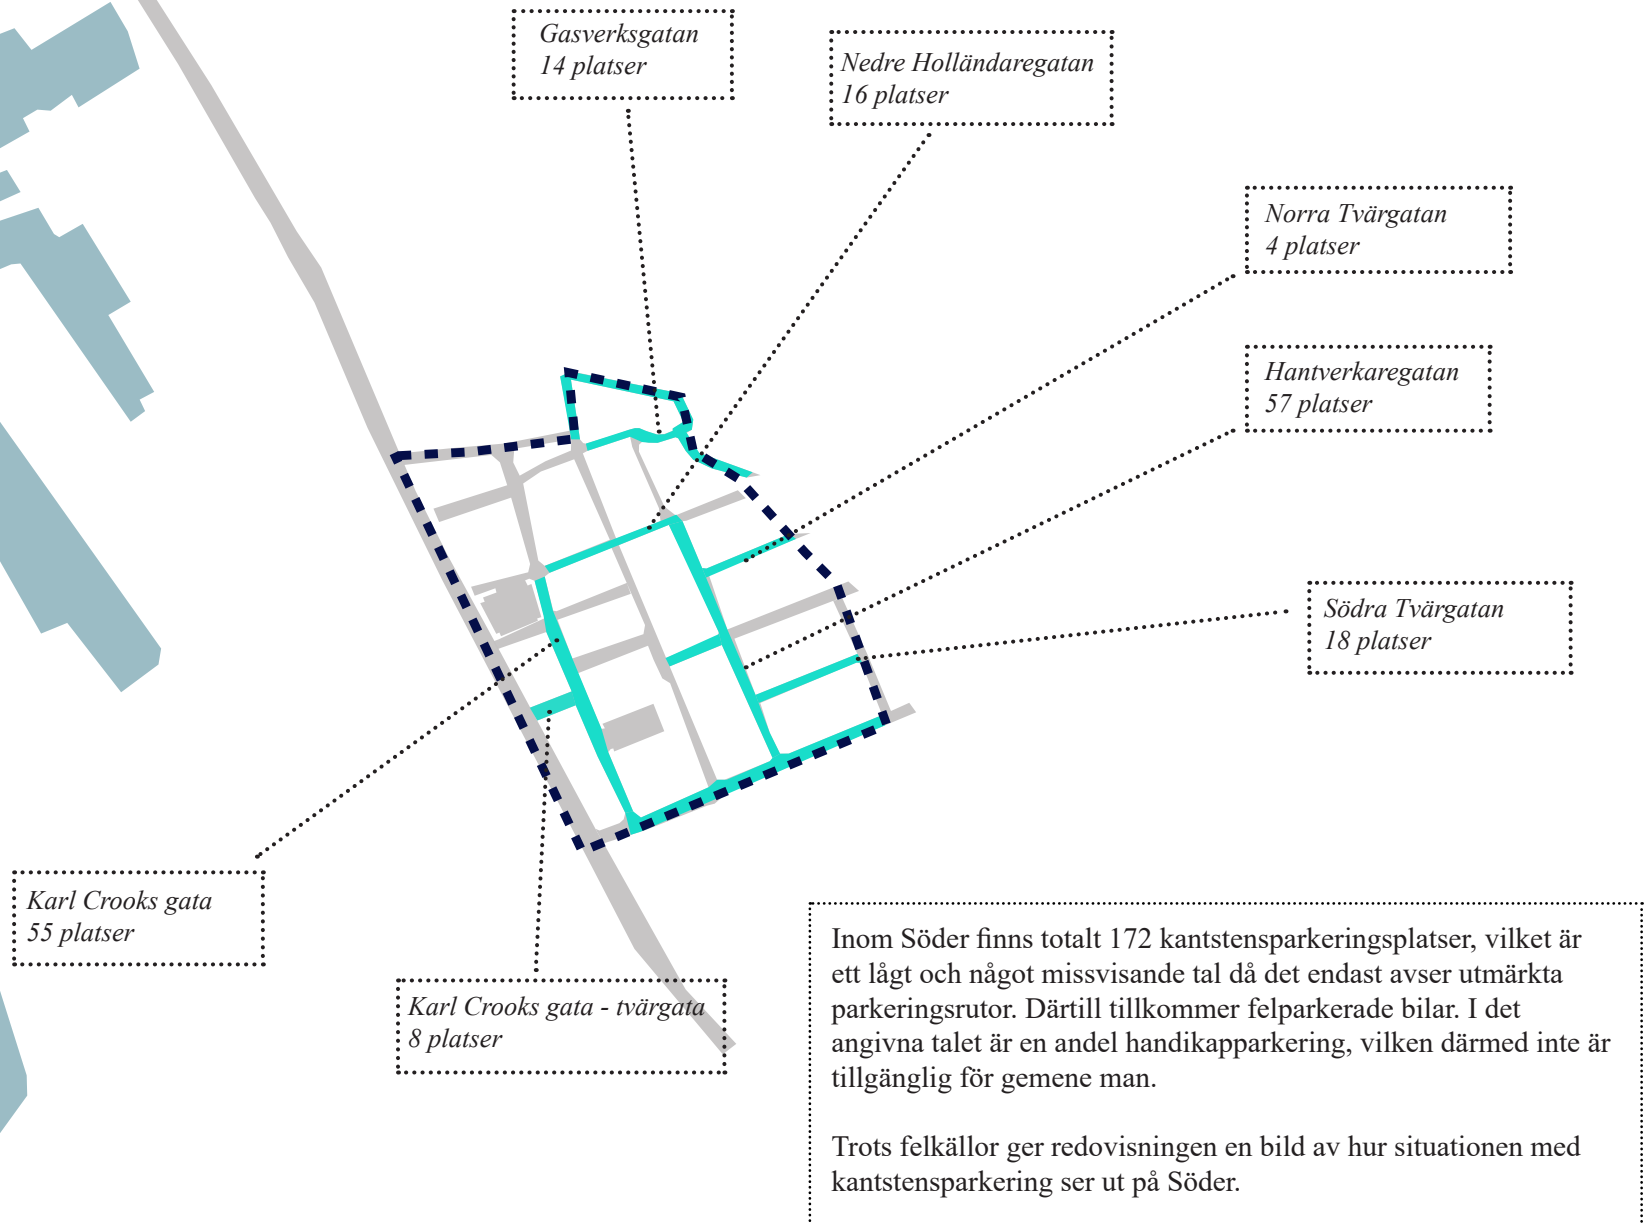 Gasverksgatan
14 platser
Nedre Holländaregatan
16 platser
Norra Tvärgatan
4 platser
Hantverkaregatan
57 platser
Södra Tvärgatan
18 platser
Karl Crooks gata
55 platser
Karl Crooks gata - tvärgata
8 platser
Inom Söder finns totalt 172 kantstensparkeringsplatser, vilket är
ett lågt och något missvisande tal då det endast avser utmärkta
parkeringsrutor. Därtill tillkommer felparkerade bilar. I det
angivna talet är en andel handikapparkering, vilken därmed inte är
tillgänglig för gemene man.
Trots felkällor ger redovisningen en bild av hur situationen med
kantstensparkering ser ut på Söder.